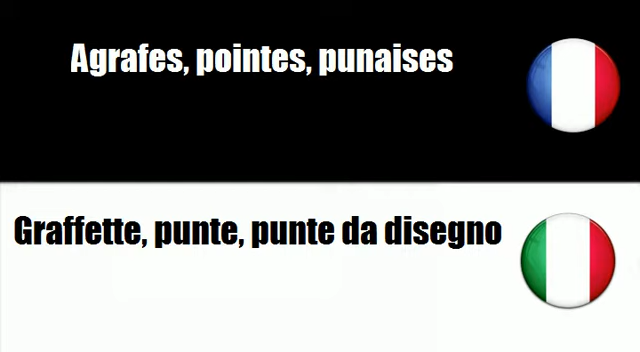 Agrafes, pointes, punaises
Graffette, punte, punte da disegno